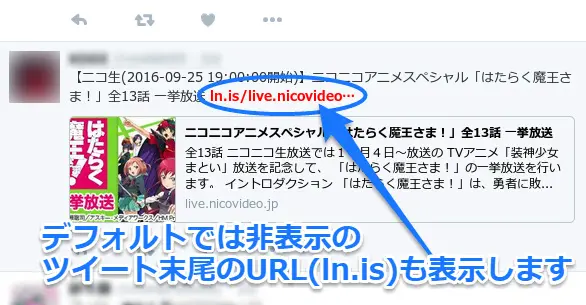 【ニコ生(2016-09-25 19:00:00開始)】ニコニコアニメスペシャル「はたらく魔王さ
ま！」全13話 一挙放送 ln.is/live.nicovideo…
はたらく
魔王さま!
一挙放送
ニコニコアニメスペシャル「はたらく魔王さま！」全13話 一挙放送
全13話 ニコニコ生放送では１０月４日～放送の TVアニメ「装神少女
まとい」放送を記念して、「はたらく魔王さま！」の一挙放送を行い
ます。 イントロダクション 「はたらく魔王さま！」は、勇者に敗...
live.nicovideo.jp
デフォルトでは非表示の
ツイート末尾のURL(ln.is)も表示します